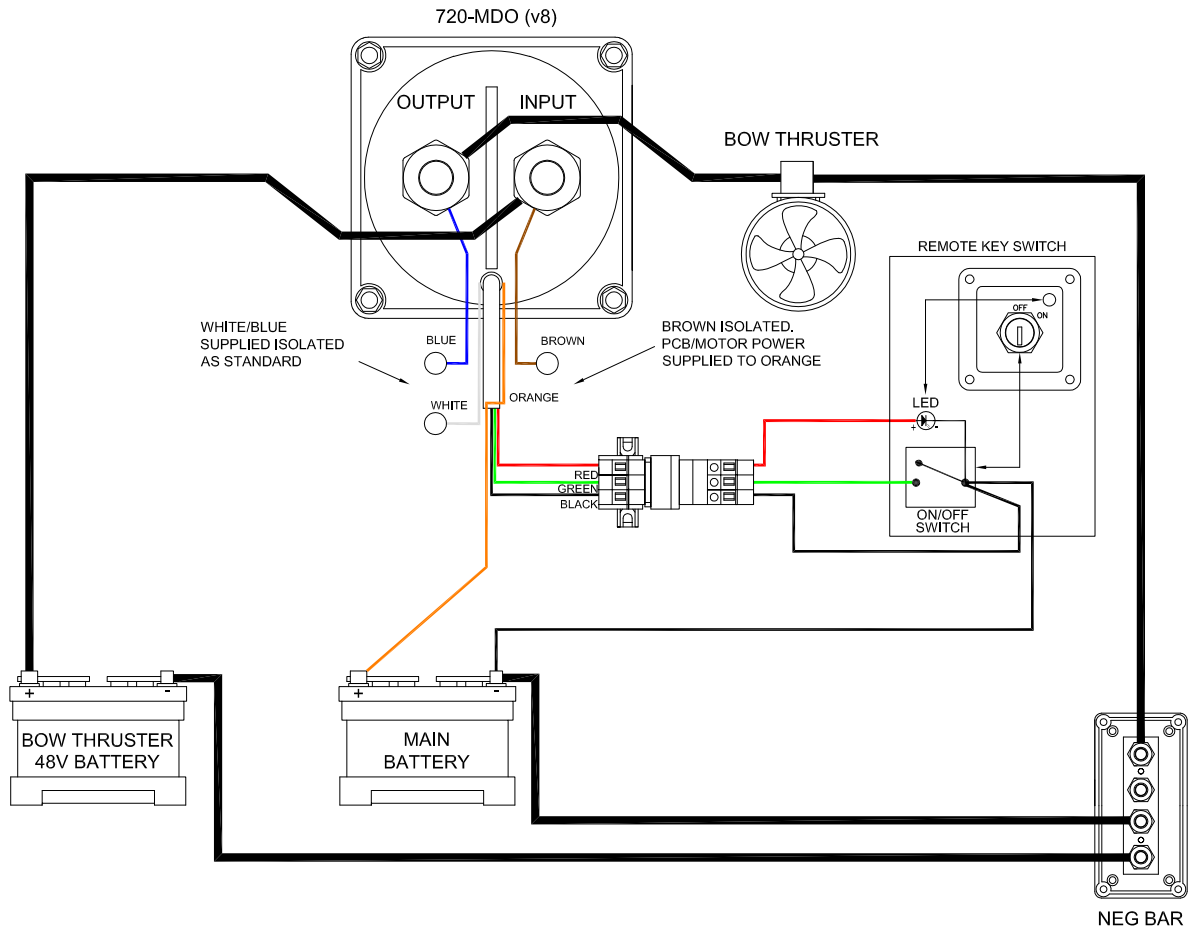 720-MDO (v8)
OUTPUT
INPUT
BOW THRUSTER
REMOTE KEY SWITCH
OFF
ON
WHITE/BLUE
SUPPLIED ISOLATED
AS STANDARD
BLUE
BROWN
BROWN ISOLATED.
PCB/MOTOR POWER
SUPPLIED TO ORANGE
WHITE
ORANGE
LED
+ -
RED
GREEN
BLACK
ON/OFF
SWITCH
+ -
BOW THRUSTER
48V BATTERY
+ -
MAIN
BATTERY
NEG BAR